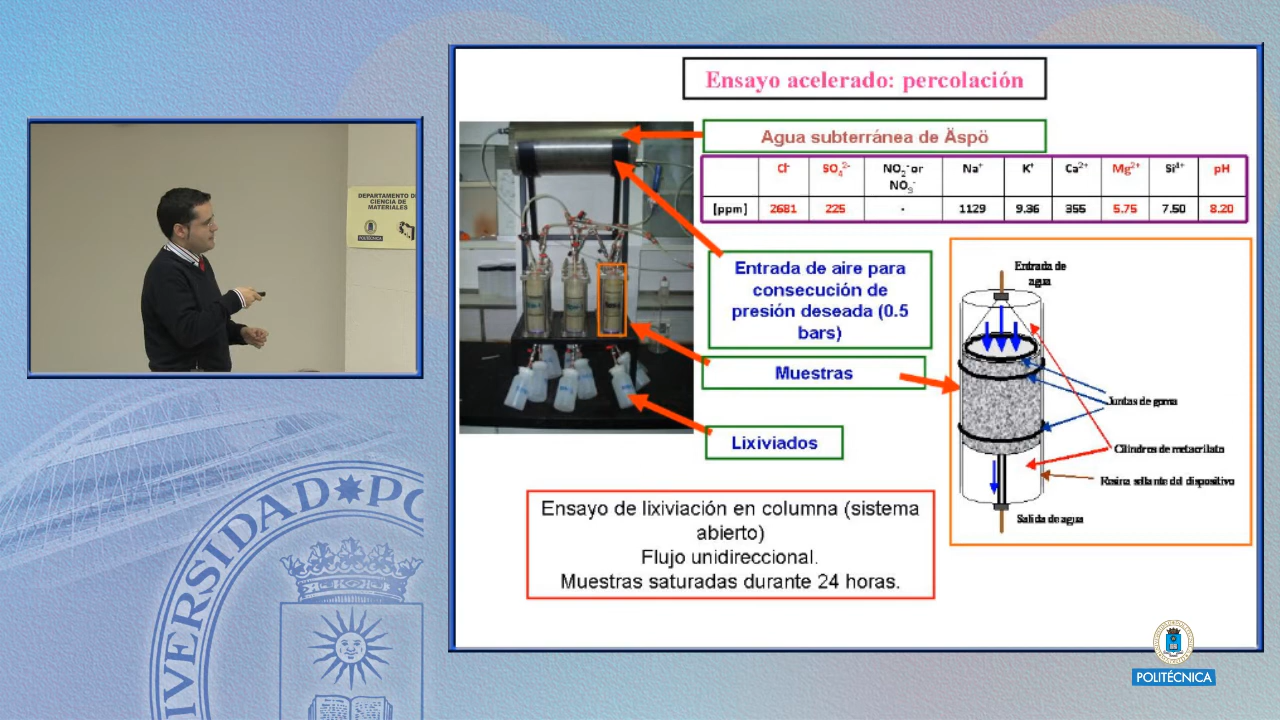 Ensayo acelerado: percolación
Agua subterránea de Äspö
Cl⁻ SO₄²⁻ NO₂⁻ or NO₃⁻ Na⁺ K⁺ Ca²⁺ Mg²⁺ Si⁴⁺ pH
[ppm] 2681 225 - 1129 9.36 355 5.75 7.50 8.20
DEPARTAMENTO D
CIENCIA DE
MATERIALES
POLITÉCNICA
Entrada de aire para
consecución de
presión deseada (0.5
bars)
Muestras
Lixiviados
Entrada de
agua
Juntas de goma
Cilindros de metacrilato
Resina sellante del dispositivo
Salida de agua
Ensayo de lixiviación en columna (sistema
abierto)
Flujo unidireccional.
Muestras saturadas durante 24 horas.
IVERSIDAD PO
POLITÉCNICA